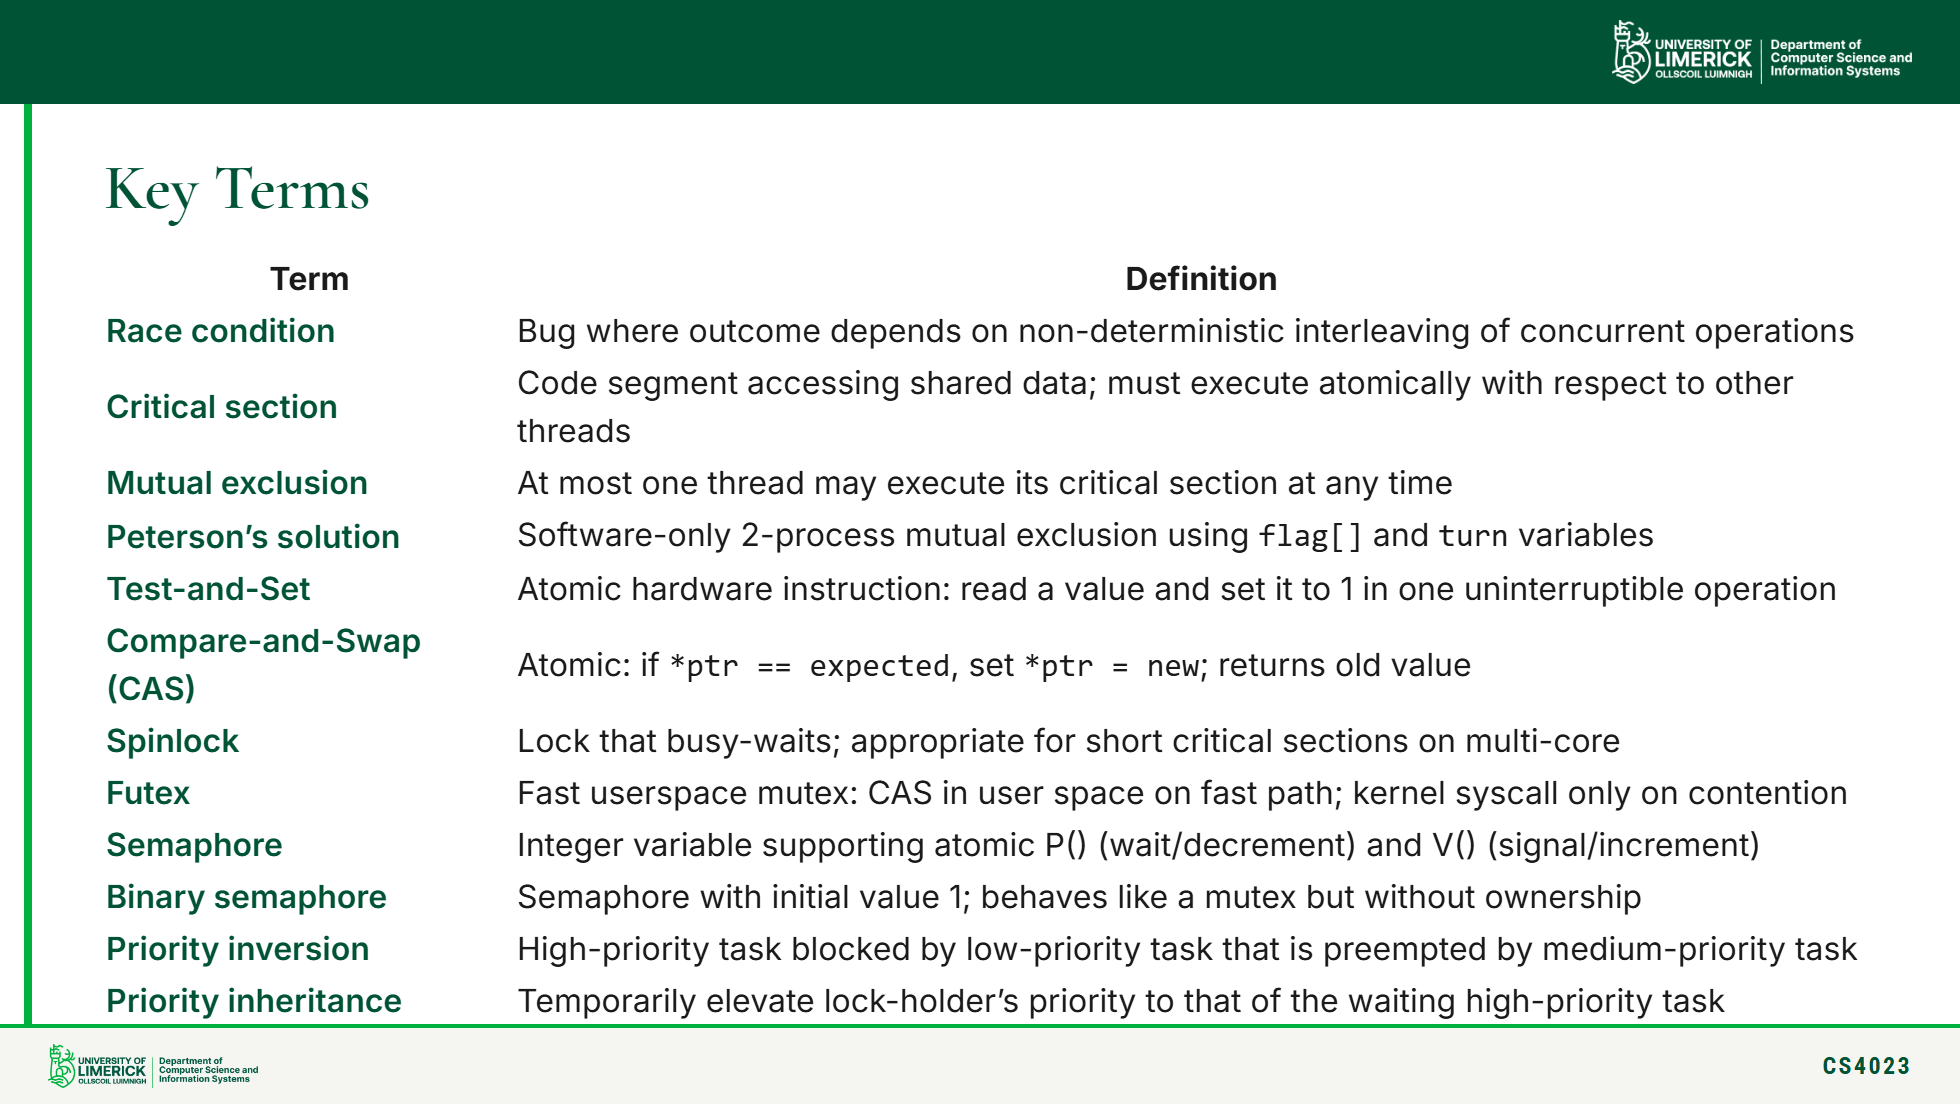 UNIVERSITY OF
LIMERICK
OLLSCOIL LUIMNIGH
Department of
Computer Science and
Information Systems
Key Terms
Term Definition
Race condition Bug where outcome depends on non-deterministic interleaving of concurrent operations
Critical section Code segment accessing shared data; must execute atomically with respect to other
threads
Mutual exclusion At most one thread may execute its critical section at any time
Peterson’s solution Software-only 2-process mutual exclusion using flag[] and turn variables
Test-and-Set Atomic hardware instruction: read a value and set it to 1 in one uninterruptible operation
Compare-and-Swap
(CAS) Atomic: if *ptr == expected, set *ptr = new; returns old value
Spinlock Lock that busy-waits; appropriate for short critical sections on multi-core
Futex Fast userspace mutex: CAS in user space on fast path; kernel syscall only on contention
Semaphore Integer variable supporting atomic P() (wait/decrement) and V() (signal/increment)
Binary semaphore Semaphore with initial value 1; behaves like a mutex but without ownership
Priority inversion High-priority task blocked by low-priority task that is preempted by medium-priority task
Priority inheritance Temporarily elevate lock-holder’s priority to that of the waiting high-priority task
UNIVERSITY OF
LIMERICK
OLLSCOIL LUIMNIGH
Department of
Computer Science and
Information Systems
CS4023